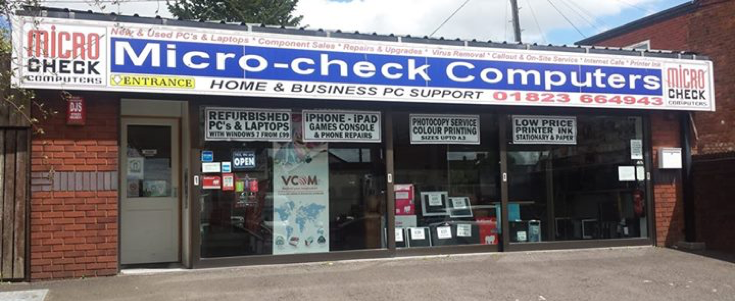 New & Used PC's & Laptops * Component Sales * Repairs & Upgrades * Virus Removal * Callout & On-Site Service * Internet Cafe * Printer Ink
MICRO
CHECK
COMPUTERS
Micro-check Computers
ENTRANCE
HOME & BUSINESS PC SUPPORT
01823 664943
MICRO
CHECK
COMPUTERS
DJS
REFURBISHED
PC's & LAPTOPS
WITH WINDOWS 7 FROM £99
iPHONE - iPAD
GAMES CONSOLE
& PHONE REPAIRS
PHOTOCOPY SERVICE
COLOUR PRINTING
SIZES UPTO A3
LOW PRICE
PRINTER INK
STATIONARY & PAPER
OPEN
VCOM